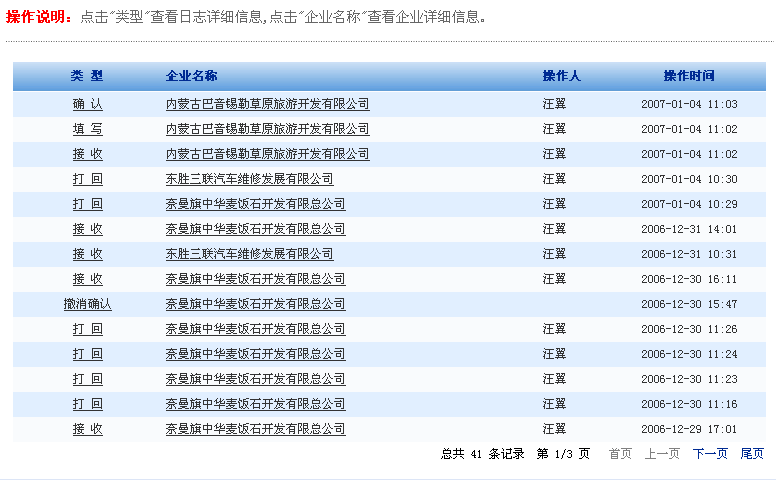 操作说明：点击"类型"查看日志详细信息,点击"企业名称"查看企业详细信息。
类 型 企业名称 操作人 操作时间
确 认 内蒙古巴音锡勒草原旅游开发有限公司 汪翼 2007-01-04 11:03
填 写 内蒙古巴音锡勒草原旅游开发有限公司 汪翼 2007-01-04 11:02
接 收 内蒙古巴音锡勒草原旅游开发有限公司 汪翼 2007-01-04 11:02
打 回 东胜三联汽车维修发展有限公司 汪翼 2007-01-04 10:30
打 回 奈曼旗中华麦饭石开发有限总公司 汪翼 2007-01-04 10:29
接 收 奈曼旗中华麦饭石开发有限总公司 汪翼 2006-12-31 14:01
接 收 东胜三联汽车维修发展有限公司 汪翼 2006-12-31 10:31
接 收 奈曼旗中华麦饭石开发有限总公司 汪翼 2006-12-30 16:11
撤消确认 奈曼旗中华麦饭石开发有限总公司 2006-12-30 15:47
打 回 奈曼旗中华麦饭石开发有限总公司 汪翼 2006-12-30 11:26
打 回 奈曼旗中华麦饭石开发有限总公司 汪翼 2006-12-30 11:24
打 回 奈曼旗中华麦饭石开发有限总公司 汪翼 2006-12-30 11:23
打 回 奈曼旗中华麦饭石开发有限总公司 汪翼 2006-12-30 11:16
接 收 奈曼旗中华麦饭石开发有限总公司 汪翼 2006-12-29 17:01
总共 41 条记录 第 1/3 页 首页 上一页 下一页 尾页